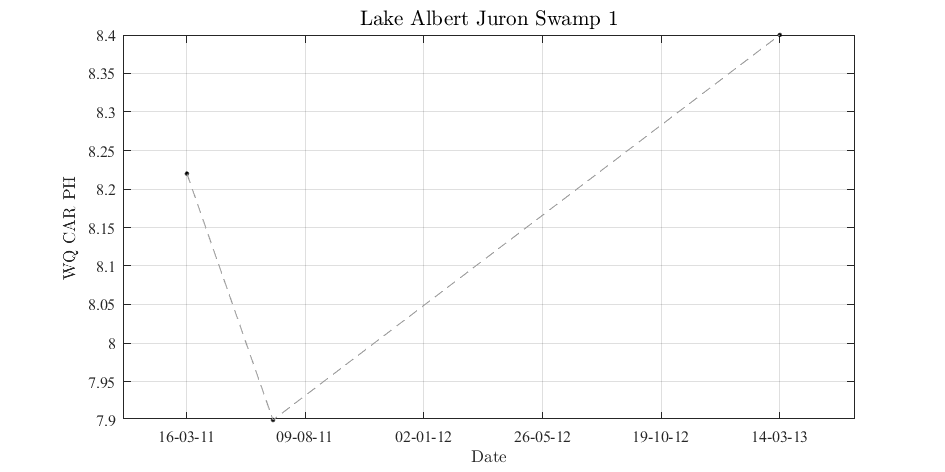 Lake Albert Juron Swamp 1
8.4
8.35
8.3
8.25
8.2
8.15
8.1
8.05
8
7.95
7.9
WQ CAR PH
16-03-11 09-08-11 02-01-12 26-05-12 19-10-12 14-03-13
Date